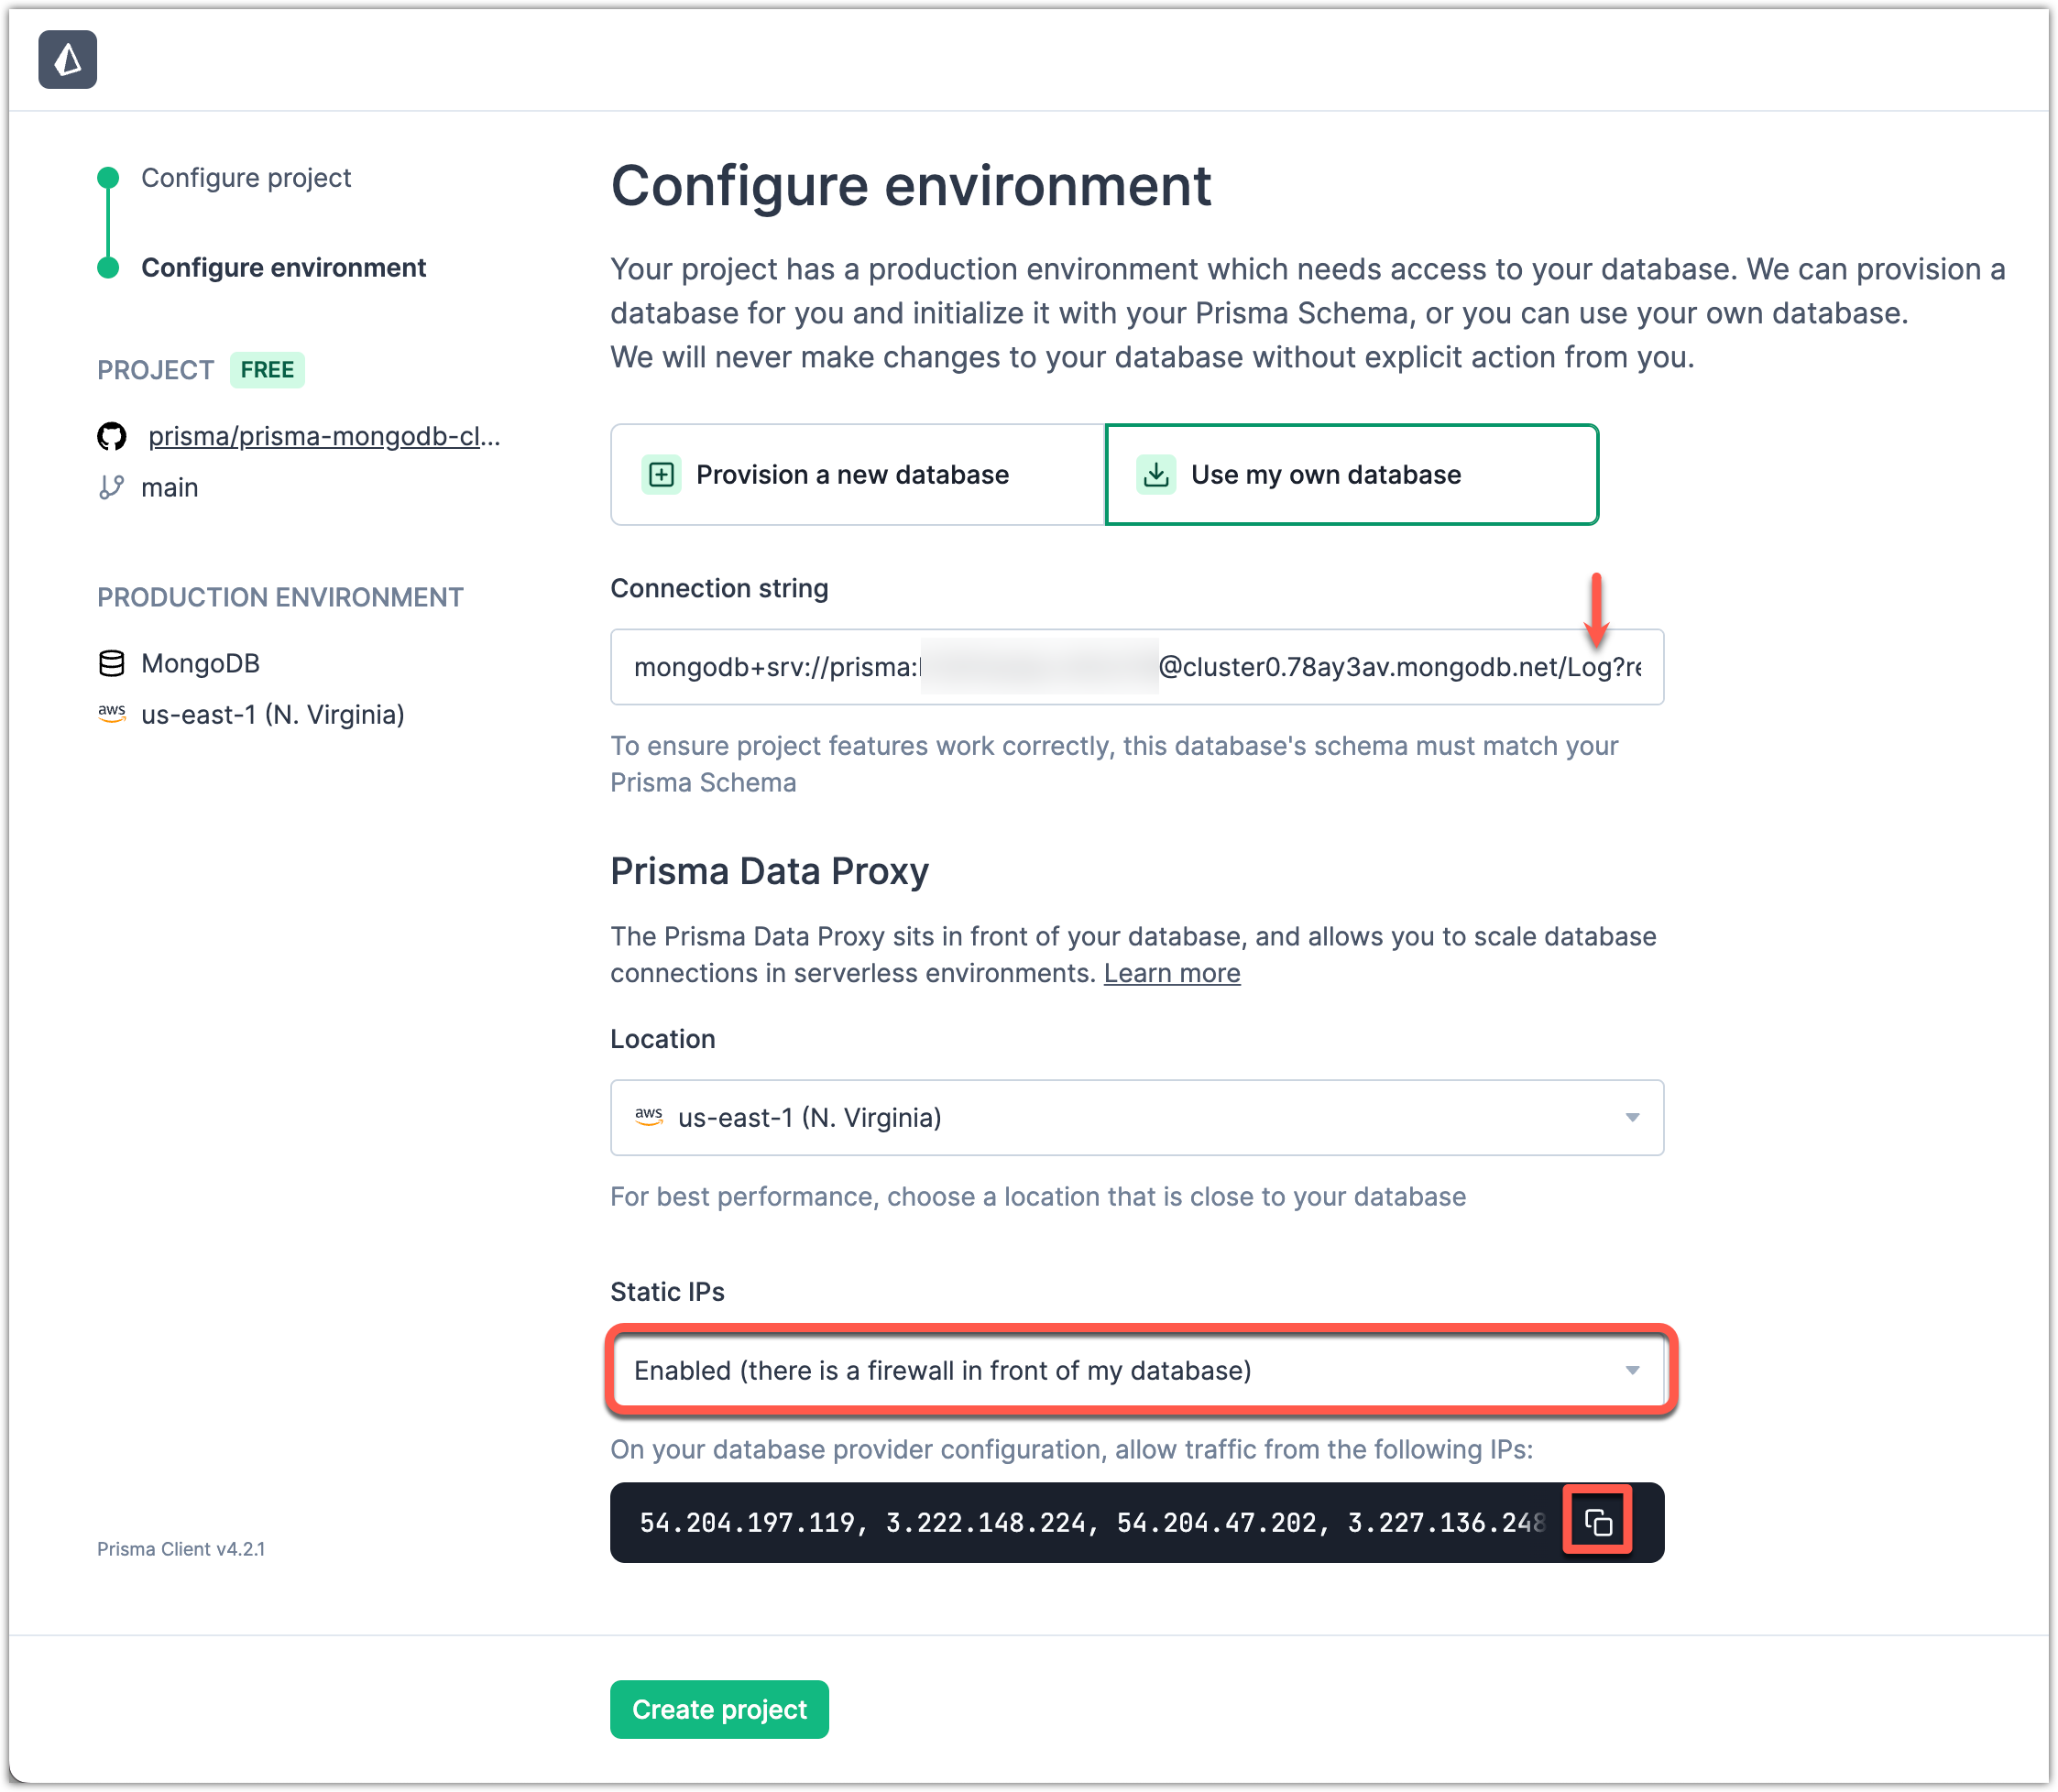 Configure project
Configure environment
PROJECT FREE
prisma/prisma-mongodb-cl...
main
PRODUCTION ENVIRONMENT
MongoDB
aws us-east-1 (N. Virginia)
Prisma Client v4.2.1
Configure environment
Your project has a production environment which needs access to your database. We can provision a
database for you and initialize it with your Prisma Schema, or you can use your own database.
We will never make changes to your database without explicit action from you.
Provision a new database
Use my own database
Connection string
mongodb+srv://prisma: @cluster0.78ay3av.mongodb.net/Log?re
To ensure project features work correctly, this database's schema must match your
Prisma Schema
Prisma Data Proxy
The Prisma Data Proxy sits in front of your database, and allows you to scale database
connections in serverless environments. Learn more
Location
aws us-east-1 (N. Virginia)
For best performance, choose a location that is close to your database
Static IPs
Enabled (there is a firewall in front of my database)
On your database provider configuration, allow traffic from the following IPs:
54.204.197.119, 3.222.148.224, 54.204.47.202, 3.227.136.248
Create project